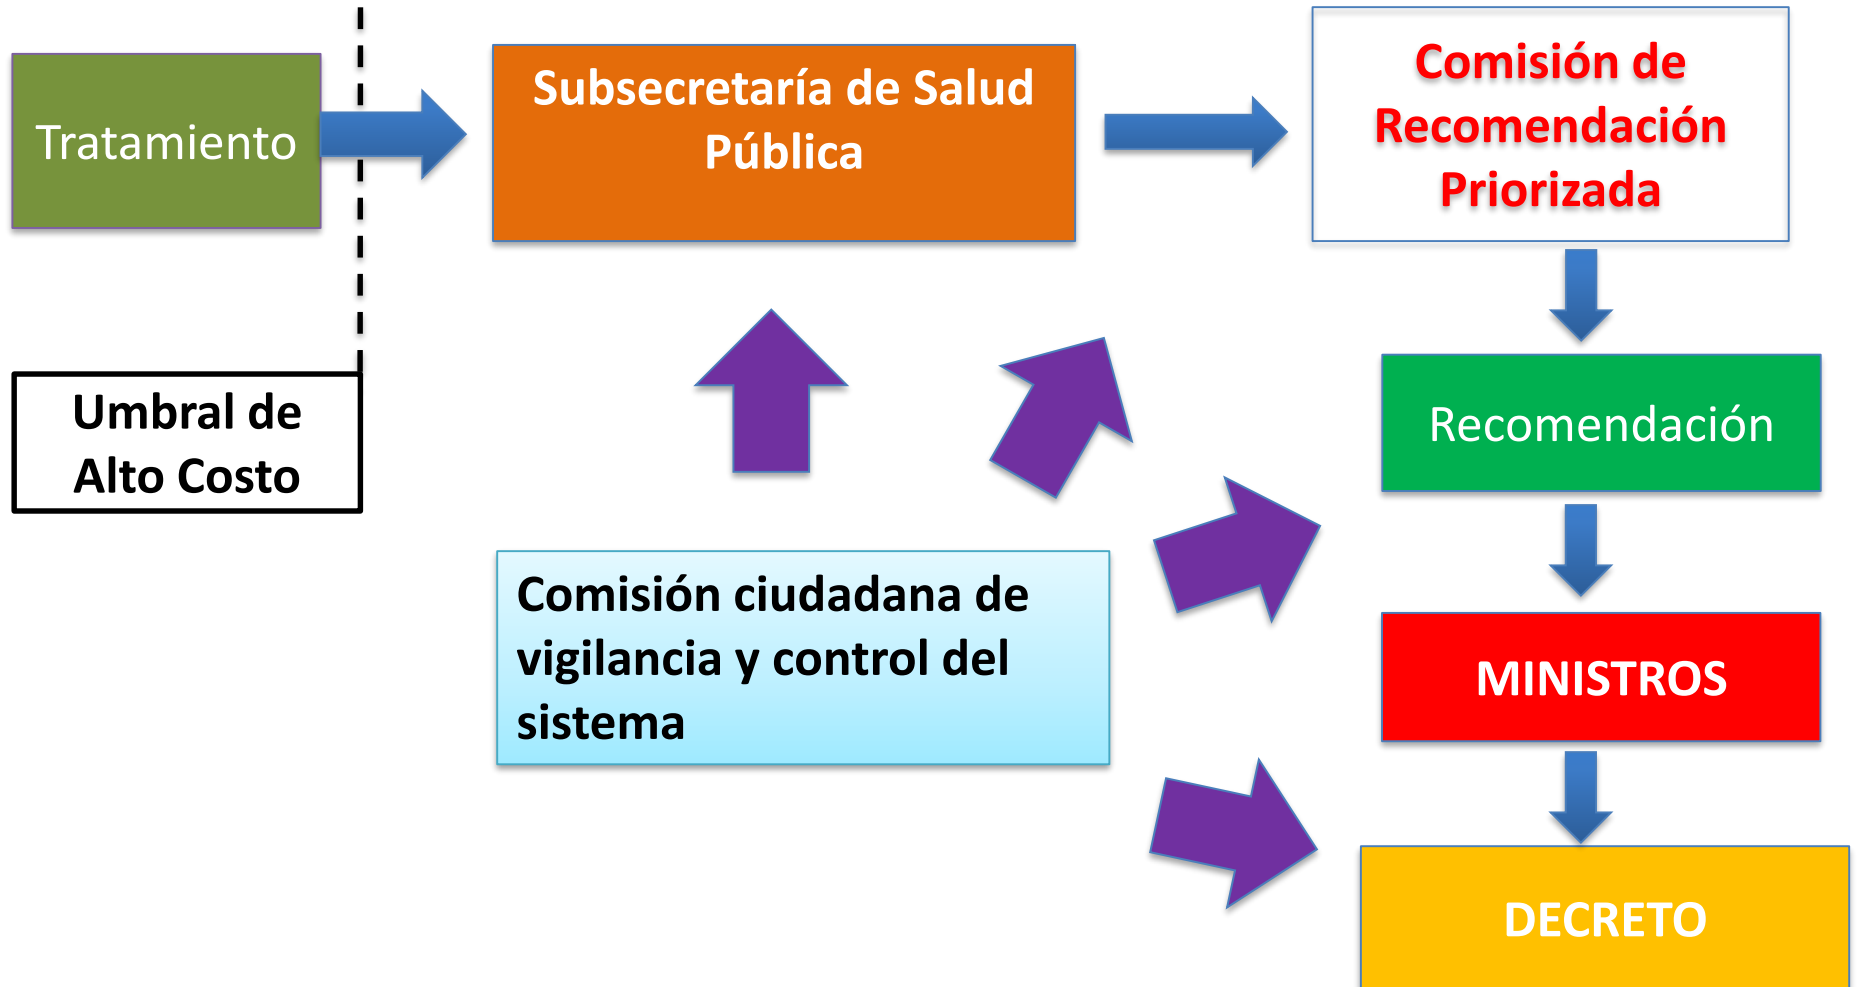 Tratamiento
Subsecretaría de Salud
Pública
Comisión de
Recomendación
Priorizada
Umbral de
Alto Costo
Recomendación
Comisión ciudadana de
vigilancia y control del
sistema
MINISTROS
DECRETO